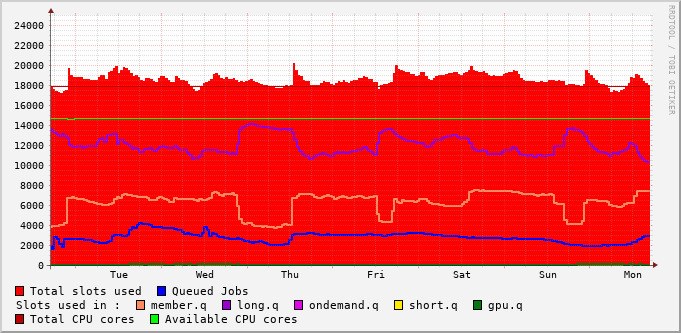 RRDTOOL / TOBI OETIKER
24000
22000
20000
18000
16000
14000
12000
10000
8000
6000
4000
2000
0
Tue Wed Thu Fri Sat Sun Mon
Total slots used Queued Jobs
Slots used in : member.q long.q ondemand.q short.q gpu.q
Total CPU cores Available CPU cores